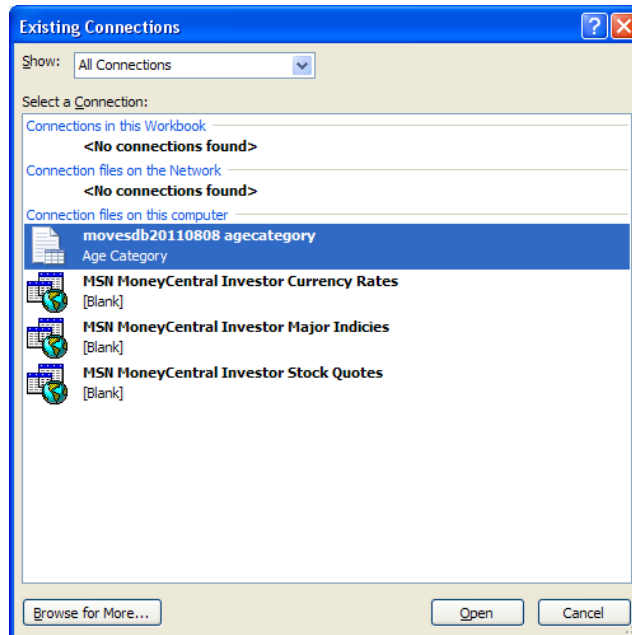 Existing Connections
Show: All Connections
Select a Connection:
Connections in this Workbook
<No connections found>
Connection files on the Network
<No connections found>
Connection files on this computer
movesdb20110808 agecategory
Age Category
MSN MoneyCentral Investor Currency Rates
[Blank]
MSN MoneyCentral Investor Major Indicies
[Blank]
MSN MoneyCentral Investor Stock Quotes
[Blank]
Browse for More... Open Cancel